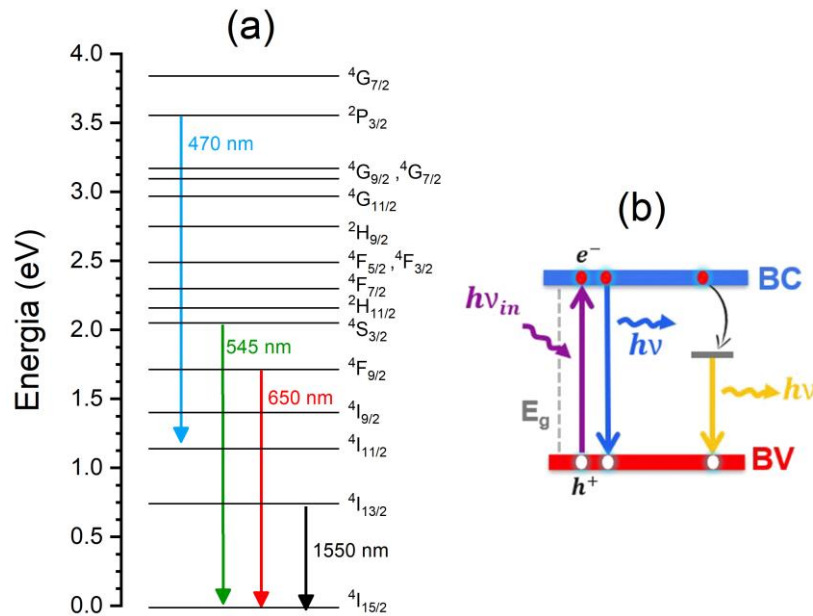 (a)
Energia (eV)
4.0
3.5
3.0
2.5
2.0
1.5
1.0
0.5
0.0
⁴G₇/₂
²P₃/₂
470 nm
⁴G₉/₂ ,⁴G₇/₂
⁴G₁₁/₂
²H₉/₂
⁴F₅/₂ ,⁴F₃/₂
⁴F₇/₂
²H₁₁/₂
⁴S₃/₂
545 nm
⁴F₉/₂
650 nm
⁴I₉/₂
⁴I₁₁/₂
⁴I₁₃/₂
1550 nm
⁴I₁₅/₂
(b)
e⁻
BC
hν_in
hν
hν
E_g
BV
h⁺